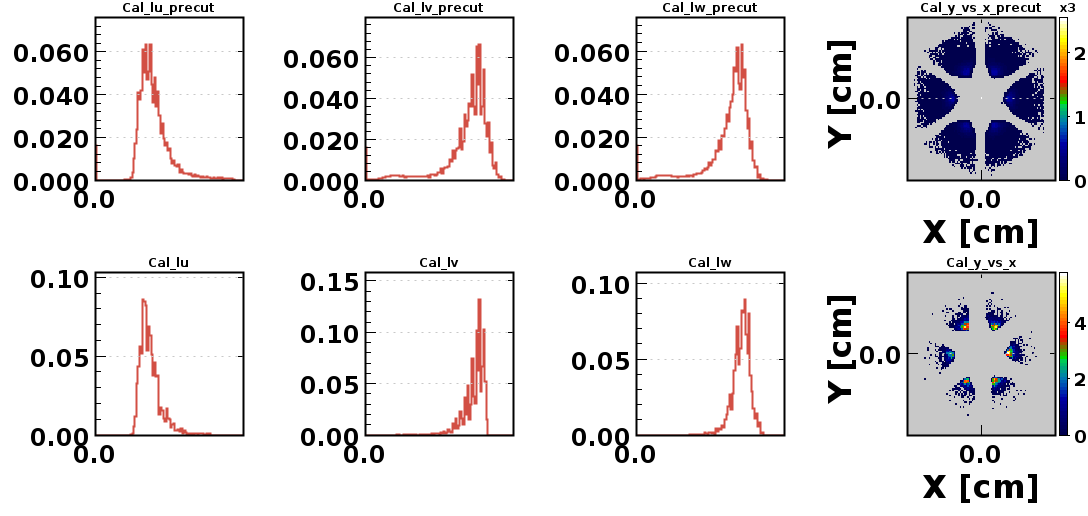 Cal_lu_precut
0.060
0.040
0.020
0.000
0.0
Cal_lv_precut
0.060
0.040
0.020
0.000
0.0
Cal_lw_precut
0.060
0.040
0.020
0.000
0.0
Cal_y_vs_x_precut
x3
Y [cm]
0.0
2
1
0
0.0
X [cm]
Cal_lu
0.10
0.05
0.00
0.0
Cal_lv
0.15
0.10
0.05
0.00
0.0
Cal_lw
0.10
0.05
0.00
0.0
Cal_y_vs_x
Y [cm]
0.0
4
2
0
0.0
X [cm]